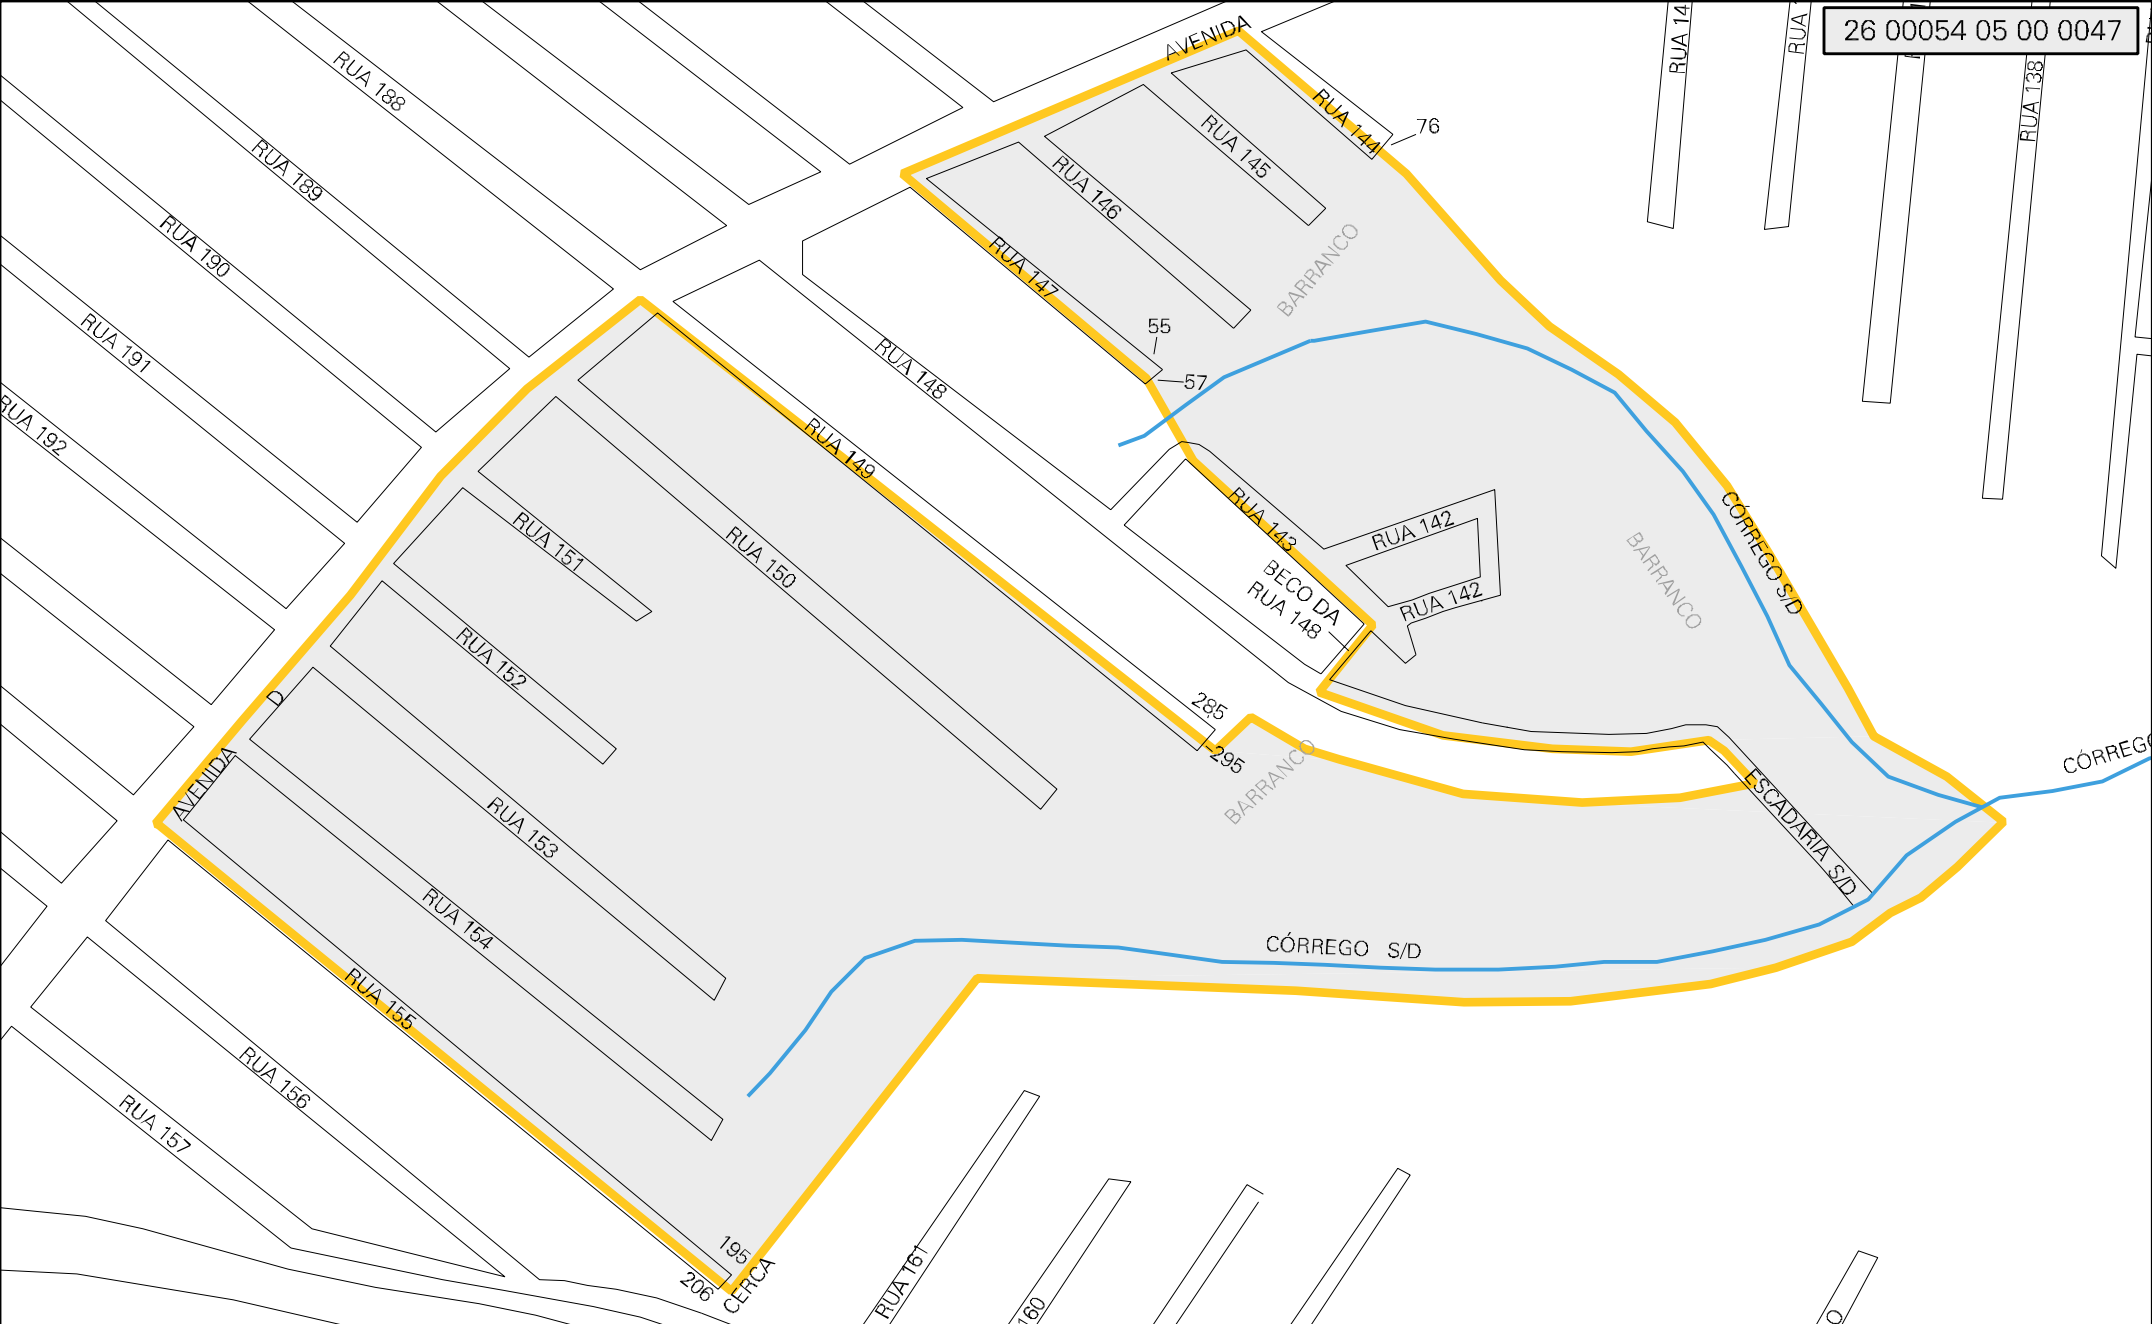 26 00054 05 00 0047
AVENIDA
RUA 188
RUA 144
76
RUA 138
RUA 189
RUA 145
RUA 146
RUA 190
RUA 147
BARRANCO
55
57
RUA 191
RUA 148
RUA 192
RUA 149
RUA 143
RUA 142
RUA 142
BECO DA
RUA 148
CÓRREGO S/D
BARRANCO
RUA 151
RUA 150
RUA 152
285
295
BARRANCO
D
AVENIDA
CÓRREGO
ESCADARIA S/D
RUA 153
RUA 154
CÓRREGO S/D
RUA 155
RUA 156
RUA 157
195
206
CERCA
RUA 161
160